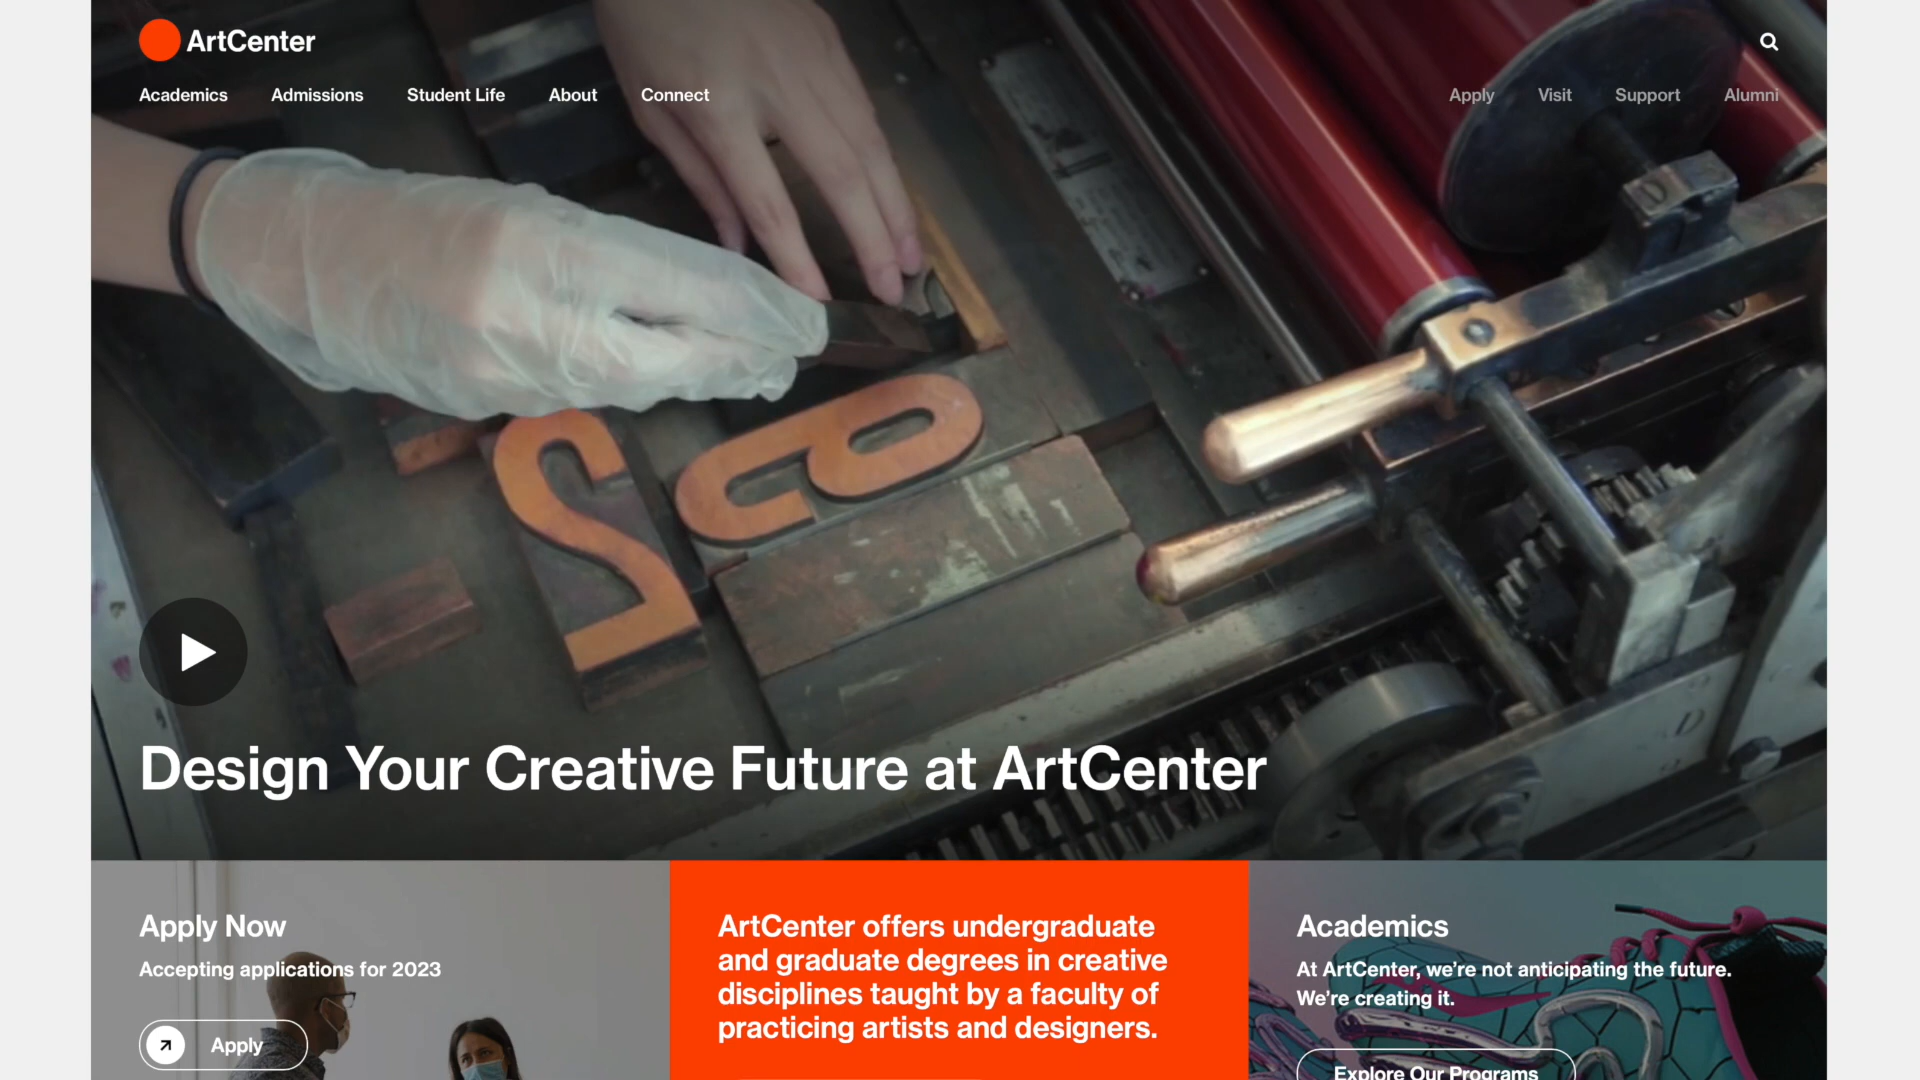 ArtCenter
Academics
Admissions
Student Life
About
Connect
Apply
Visit
Support
Alumni
Design Your Creative Future at ArtCenter
Apply Now
Accepting applications for 2023
Apply
ArtCenter offers undergraduate
and graduate degrees in creative
disciplines taught by a faculty of
practicing artists and designers.
Academics
At ArtCenter, we’re not anticipating the future.
We’re creating it.
Explore Our Programs